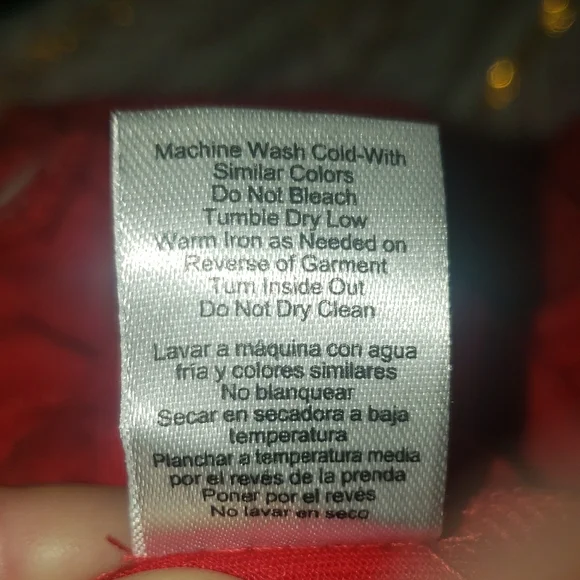 Machine Wash Cold-With
Similar Colors
Do Not Bleach
Tumble Dry Low
Warm Iron as Needed on
Reverse of Garment
Turn Inside Out
Do Not Dry Clean
Lavar a máquina con agua
fría y colores similares
No blanquear
Secar en secadora a baja
temperatura
Planchar a temperatura media
por el revés de la prenda
Poner por el revés
No lavar en seco